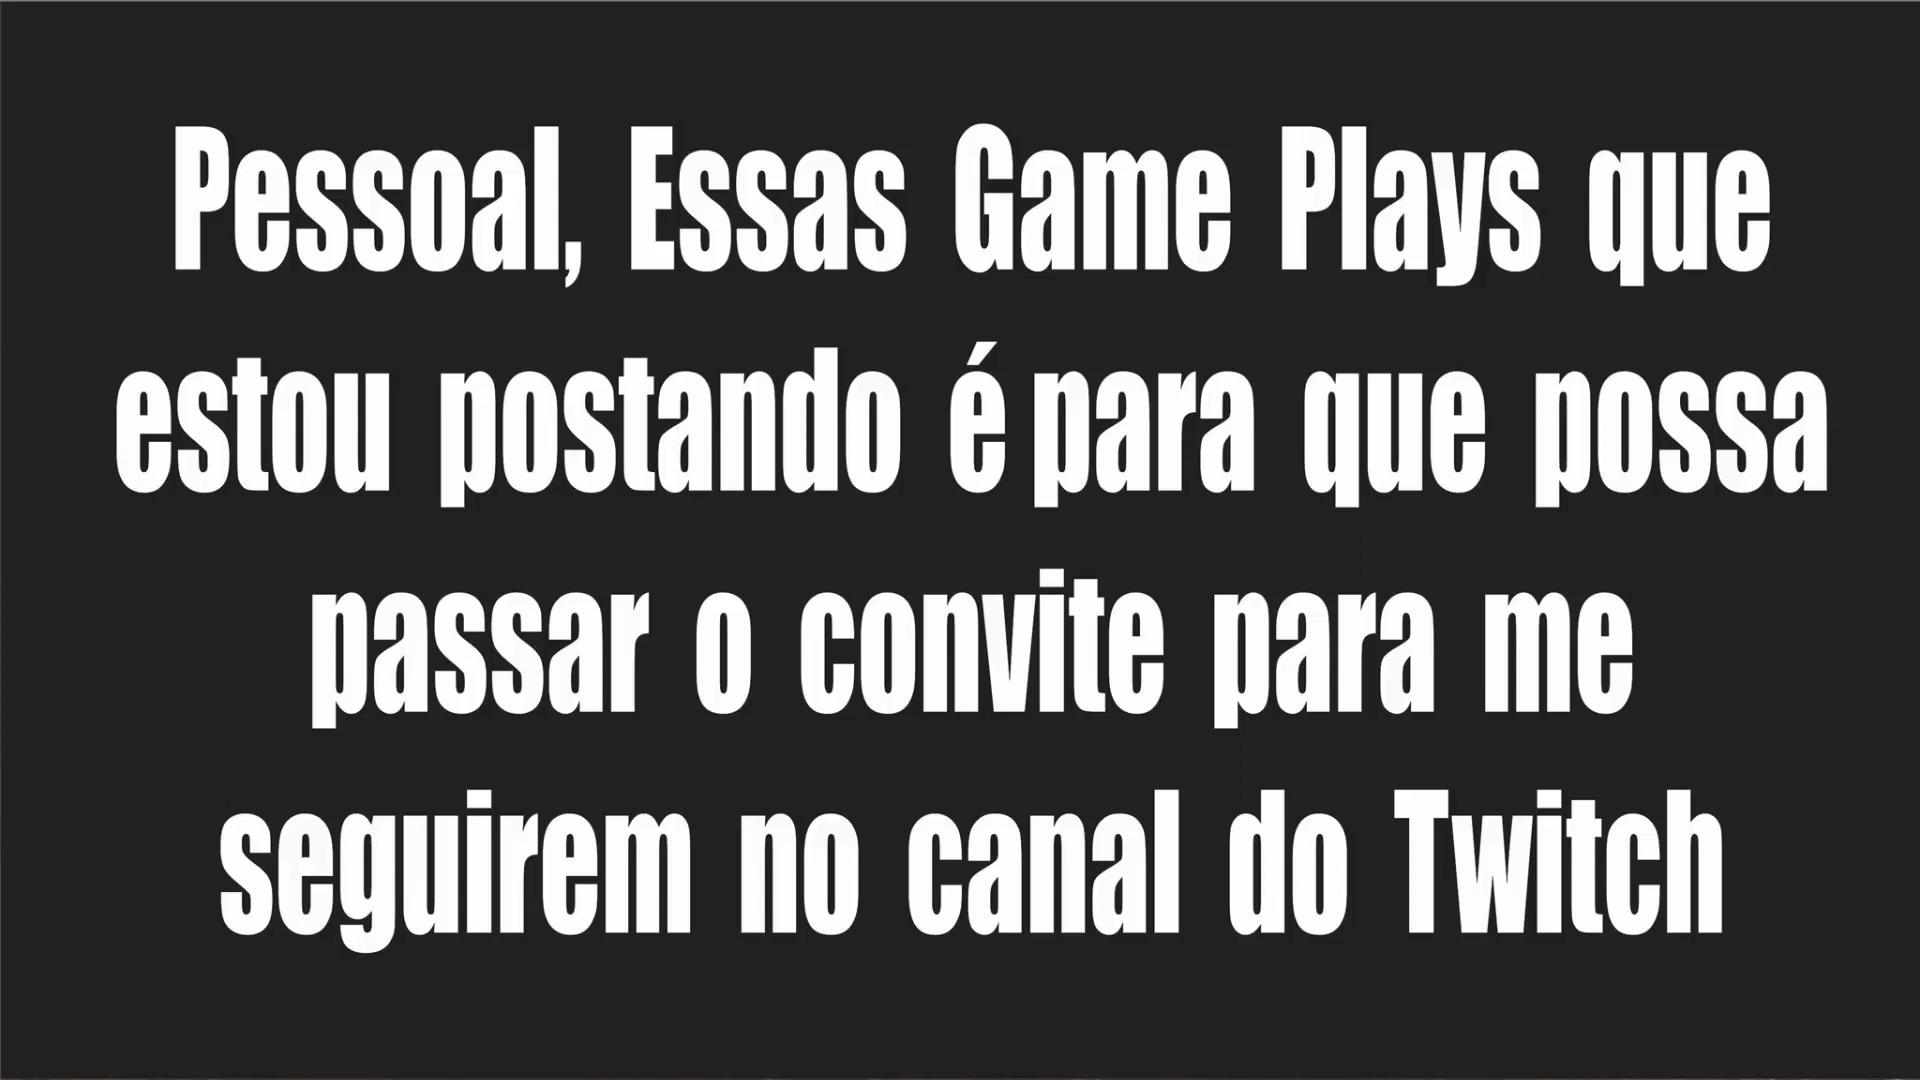 Pessoal, Essas Game Plays que
estou postando é para que possa
passar o convite para me
seguirem no canal do Twitch